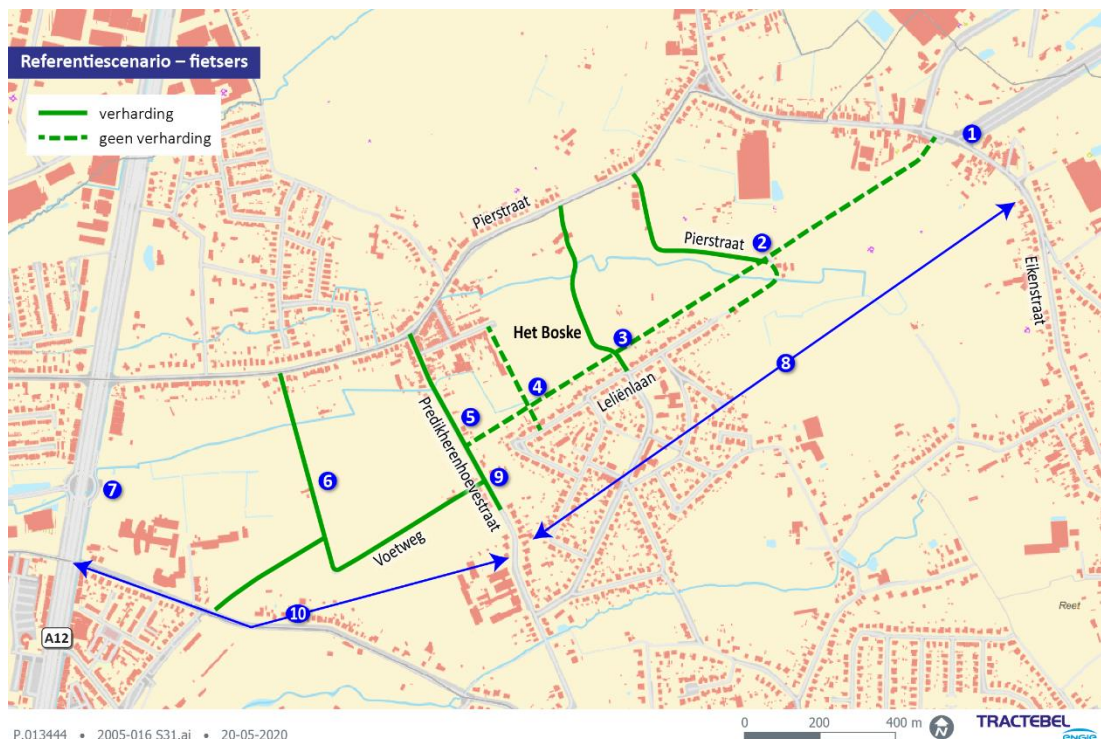 Referentiescenario – fietsers
verharding
geen verharding
1
Pierstraat
Pierstraat
2
Eikenstraat
Het Boske
3
8
4
Leliënlaan
5
Predikherenhoevestraat
6
9
7
Voetweg
10
Reet
A12
0 200 400 m
N
TRACTEBEL
ENGIE
P.013444 • 2005-016 S31.ai • 20-05-2020